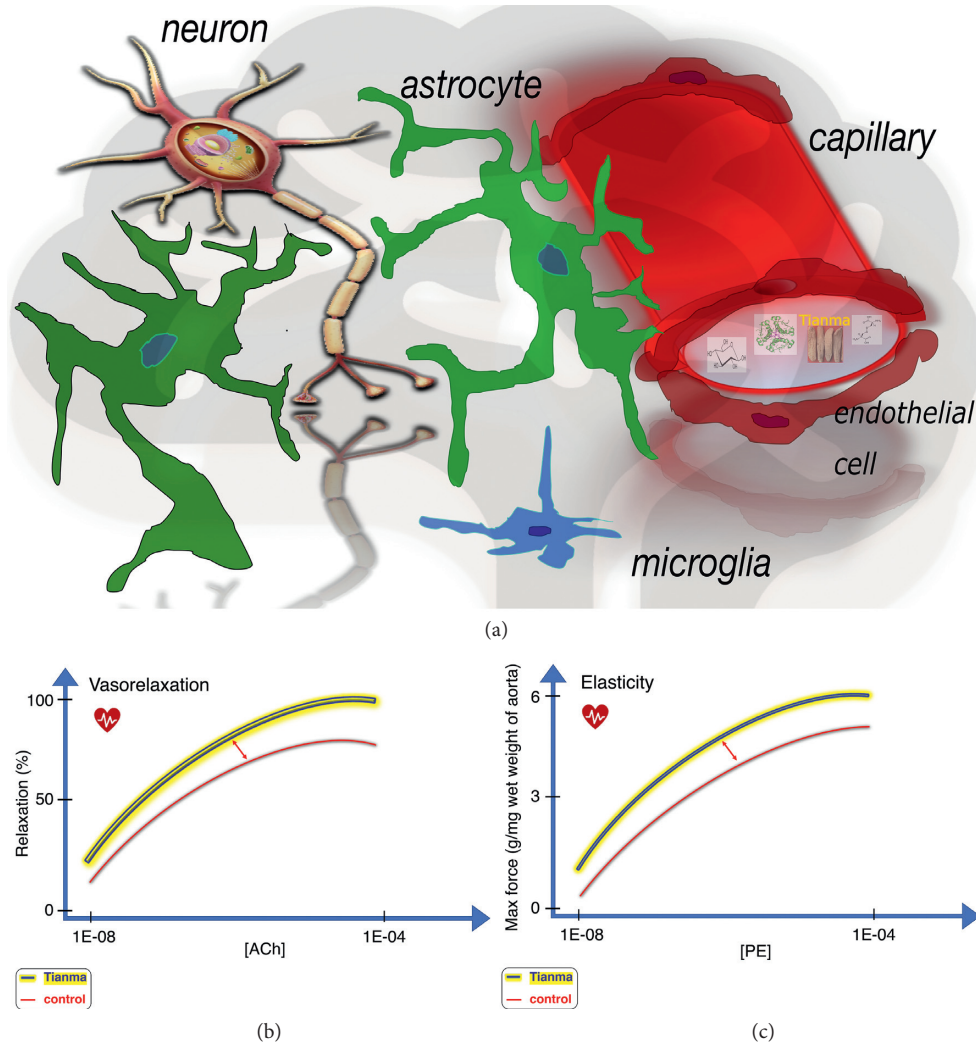 neuron
astrocyte
capillary
Tianma
endothelial
cell
microglia
(a)
Vasorelaxation
100
50
0
Relaxation (%)
1E-08
1E-04
[ACh]
Tianma
control
(b)
Elasticity
6
3
0
Max force (g/mg wet weight of aorta)
1E-08
1E-04
[PE]
Tianma
control
(c)